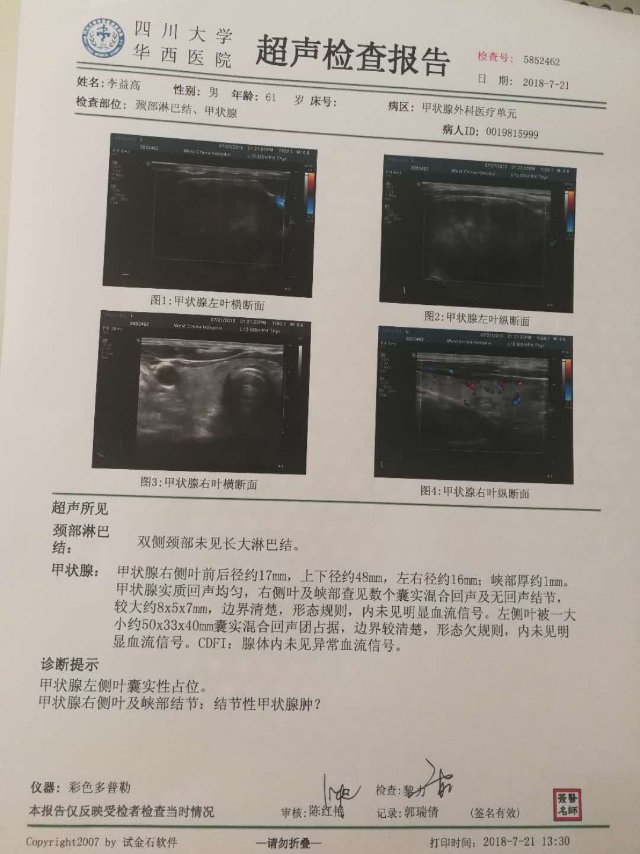 四川大学
华西医院
超声检查报告
检查号: 5852462
日 期: 2018-7-21
姓名:李益高 性别: 男 年龄: 61 岁 床号:
病区: 甲状腺外科医疗单元
检查部位: 颈部淋巴结、甲状腺
病人ID: 0019815999
图1:甲状腺左叶横断面
图2:甲状腺左叶纵断面
图3:甲状腺右叶横断面
图4:甲状腺右叶纵断面
超声所见
颈部淋巴结: 双侧颈部未见长大淋巴结。
甲状腺: 甲状腺右侧叶前后径约17mm, 上下径约48mm, 左右径约16mm; 峡部厚约1mm。
甲状腺实质回声均匀, 右侧叶及峡部查见数个囊实混合回声及无回声结节,
较大约8x5x7mm, 边界清楚, 形态规则, 内未见明显血流信号。左侧叶被一大
小约50x33x40mm囊实混合回声团占据, 边界较清楚, 形态欠规则, 内未见明
显血流信号。CDFI: 腺体内未见异常血流信号。
诊断提示
甲状腺左侧叶囊实性占位。
甲状腺右侧叶及峡部结节: 结节性甲状腺肿?
仪器: 彩色多普勒
检查:黎力
本报告仅反映受检者检查当时情况
审核:陈红艳 记录:郭瑞倩 (签名有效)
Copyright2007 by 试金石软件 —请勿折叠— 打印时间: 2018-7-21 13:30